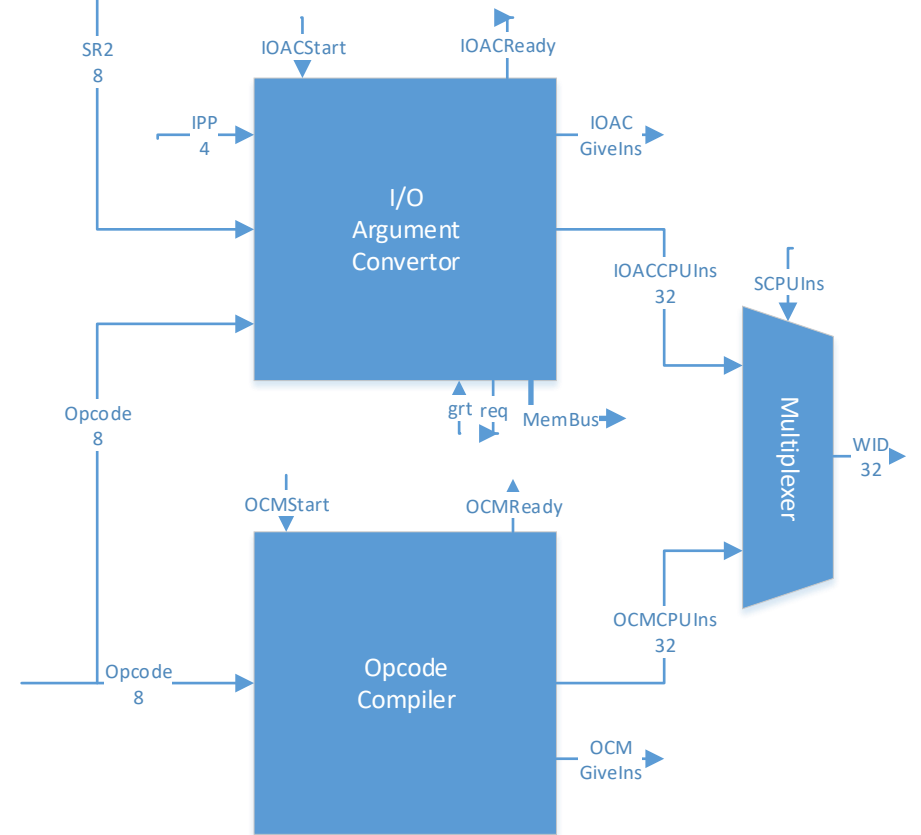 SR2
8
IOACStart
IOACReady
IPP
4
IOAC
GiveIns
I/O
Argument
Convertor
IOACCPUIns
32
SCPUIns
Opcode
8
grt
req
MemBus
Multiplexer
WID
32
OCMStart
OCMReady
OCMCPUIns
32
Opcode
8
Opcode
Compiler
OCM
GiveIns